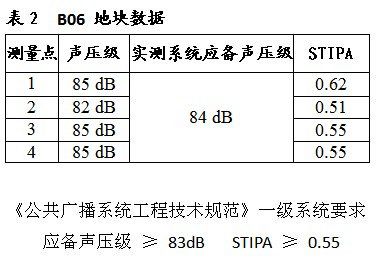 表 2 B06 地块数据
测量点 声压级 实测系统应备声压级 STIPA
1 85 dB 84 dB 0.62
2 82 dB 0.51
3 85 dB 0.55
4 85 dB 0.55
《公共广播系统工程技术规范》一级系统要求
应备声压级 ≥ 83dB STIPA ≥ 0.55